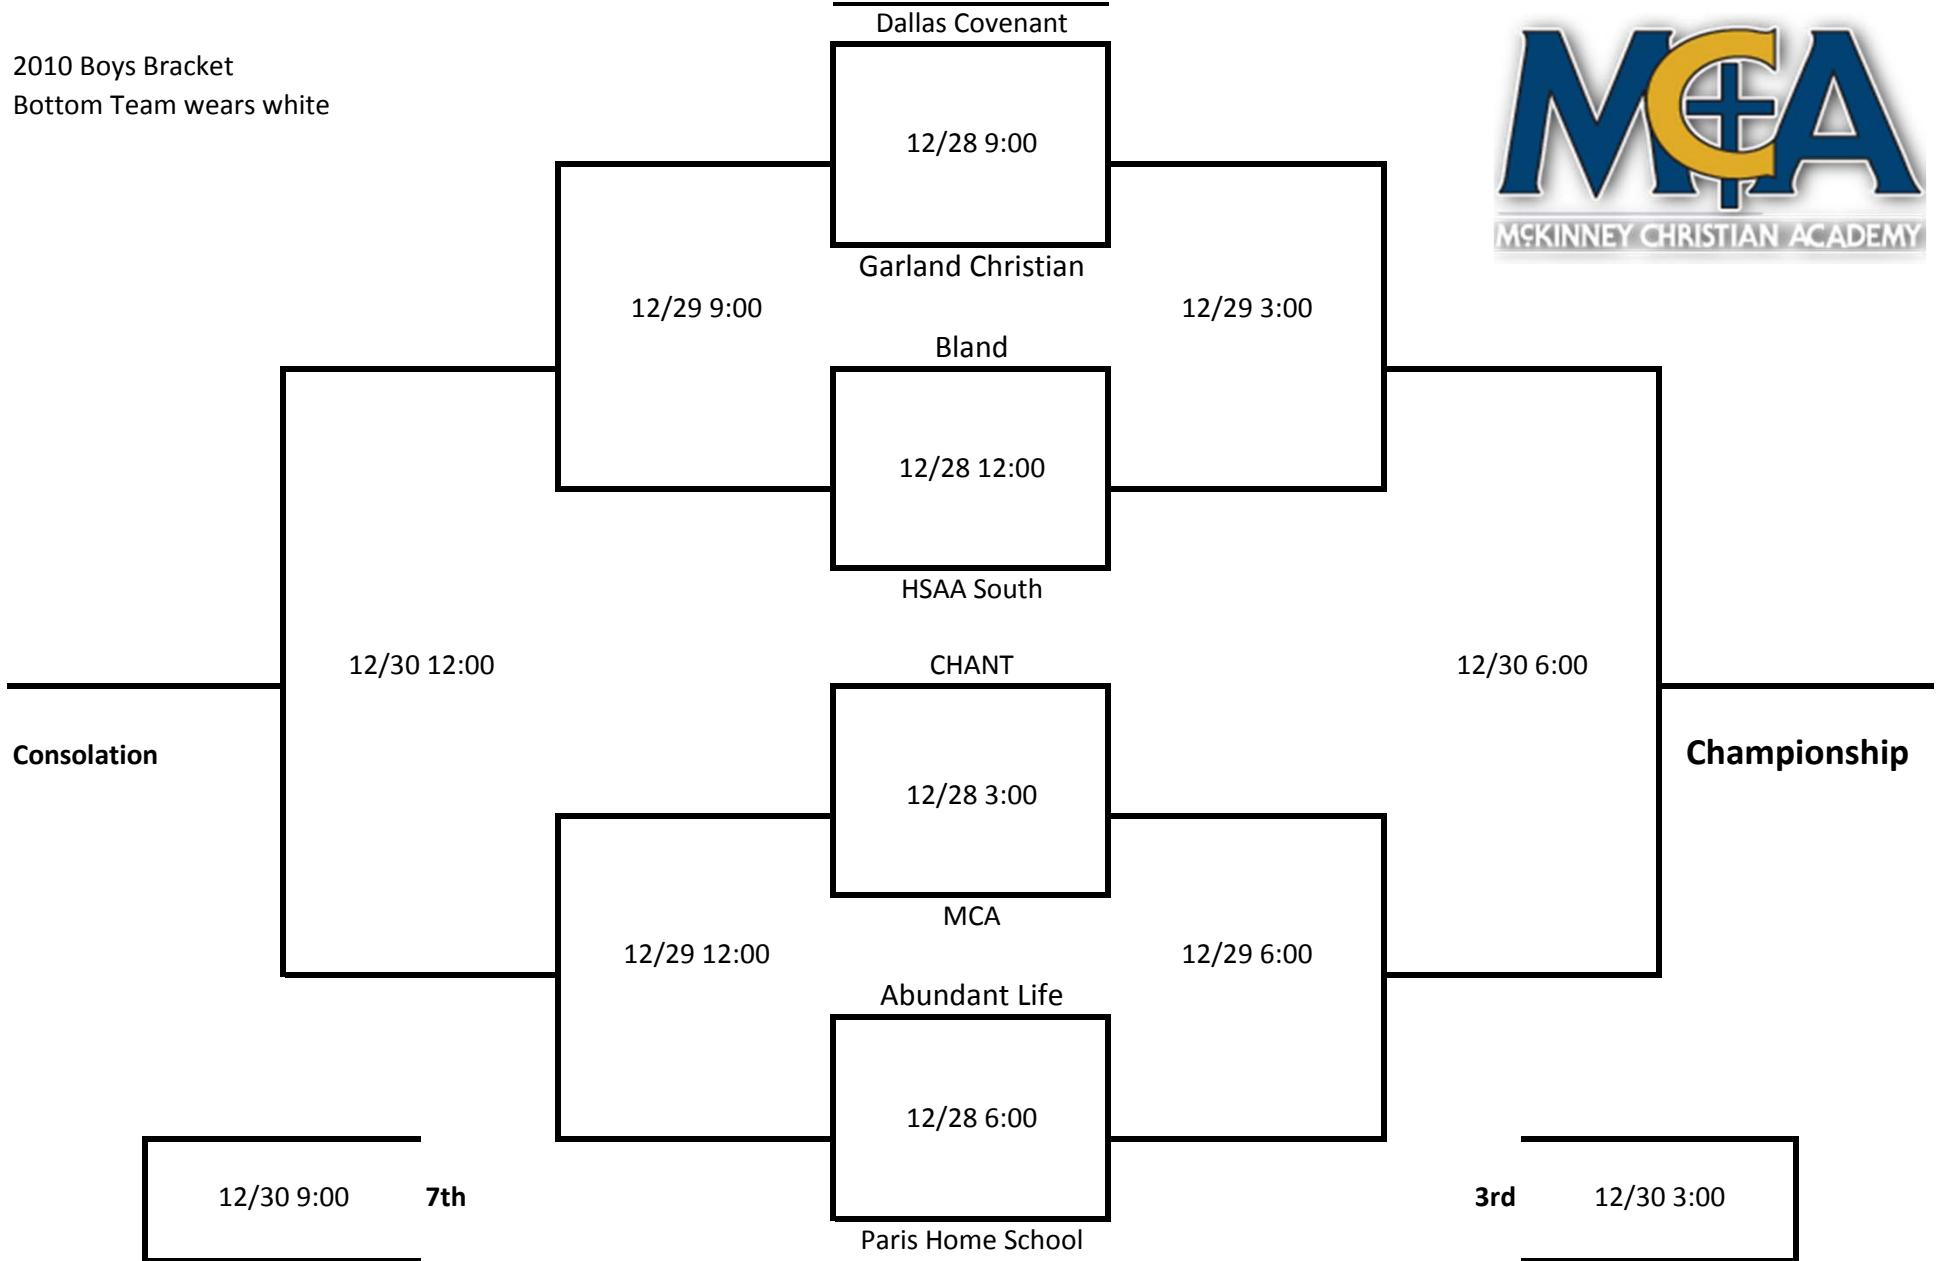 Dallas Covenant
2010 Boys Bracket
Bottom Team wears white
12/28 9:00
MCA
MCKINNEY CHRISTIAN ACADEMY
Garland Christian
12/29 9:00
12/29 3:00
Bland
12/28 12:00
HSAA South
12/30 12:00
CHANT
12/30 6:00
Consolation
Championship
12/28 3:00
MCA
12/29 12:00
12/29 6:00
Abundant Life
12/28 6:00
12/30 9:00
7th
3rd
12/30 3:00
Paris Home School